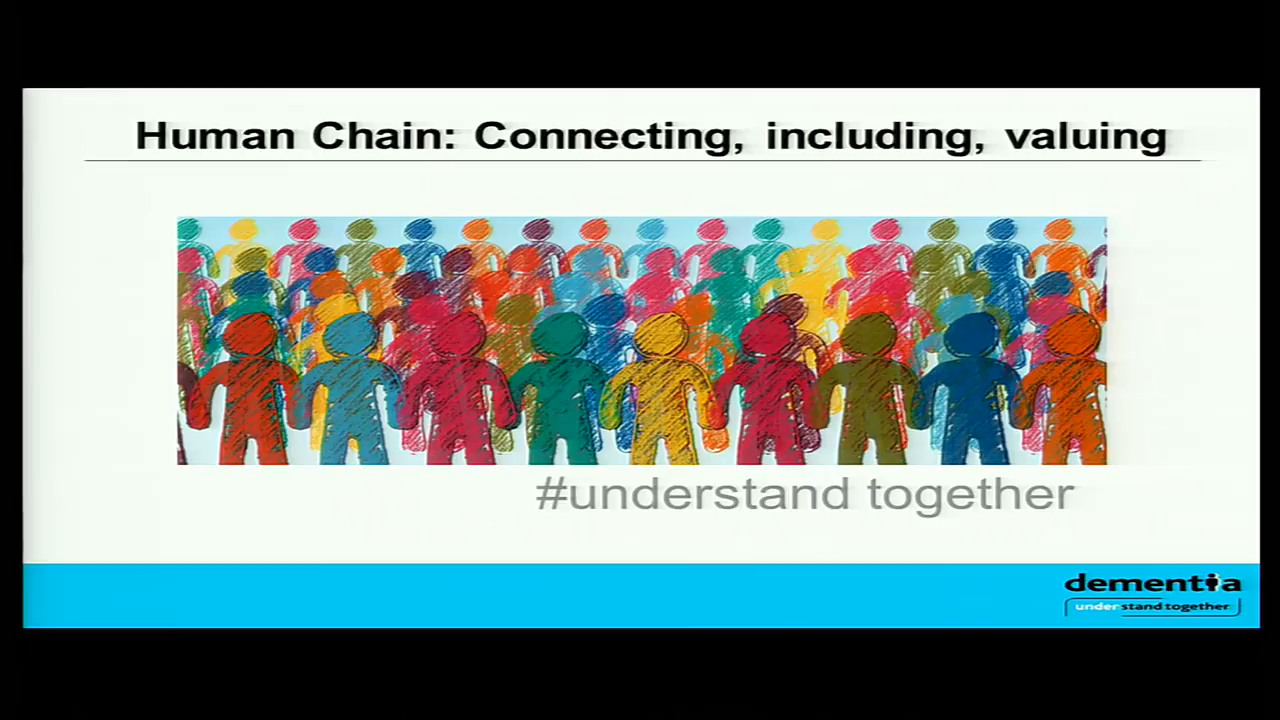 Human Chain: Connecting, including, valuing
#understand together
dementia
understand together